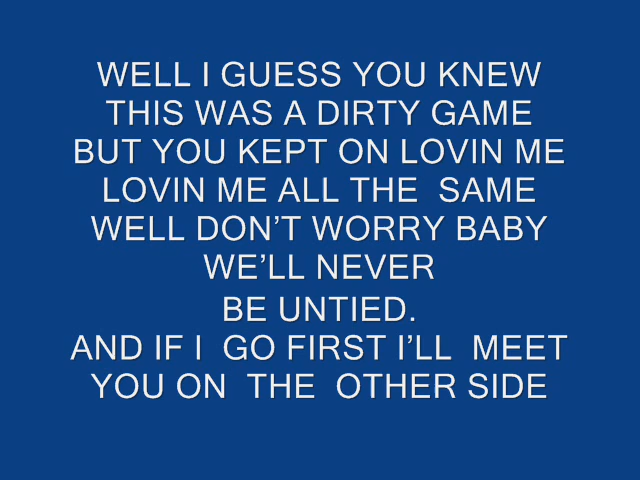 WELL I GUESS YOU KNEW
THIS WAS A DIRTY GAME
BUT YOU KEPT ON LOVIN ME
LOVIN ME ALL THE  SAME
WELL DON’T WORRY BABY
WE’LL NEVER
BE UNTIED.
AND IF I  GO FIRST I’LL  MEET
YOU ON  THE  OTHER SIDE